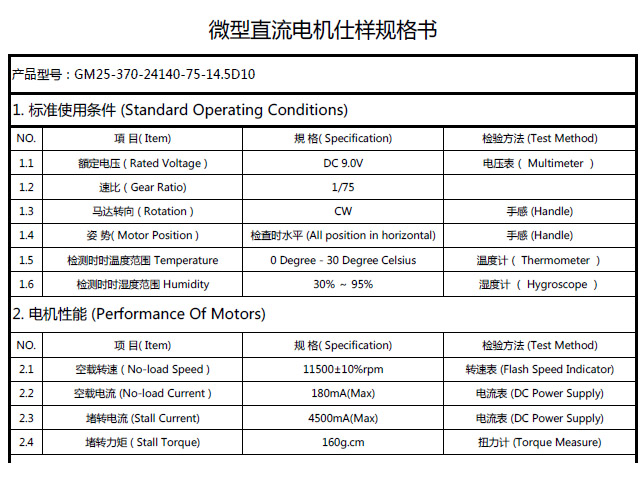 微型直流电机仕样规格书
产品型号：GM25-370-24140-75-14.5D10
1. 标准使用条件 (Standard Operating Conditions)
NO. 项 目( Item) 规 格( Specification) 检验方法 (Test Method)
1.1 額定电压 ( Rated Voltage ) DC 9.0V 电压表（ Multimeter ）
1.2 速比 ( Gear Ratio) 1/75
1.3 马达转向 ( Rotation ) CW 手感 (Handle)
1.4 姿 势( Motor Position ) 检查时水平 (All position in horizontal) 手感 (Handle)
1.5 检测时时温度范围 Temperature 0 Degree - 30 Degree Celsius 温度计（ Thermometer ）
1.6 检测时时湿度范围 Humidity 30% ～ 95% 湿度计 （ Hygroscope ）
2. 电机性能 (Performance Of Motors)
NO. 项 目( Item) 规 格( Specification) 检验方法 (Test Method)
2.1 空载转速 ( No-load Speed ) 11500±10%rpm 转速表 (Flash Speed Indicator)
2.2 空载电流 (No-load Current ) 180mA(Max) 电流表 (DC Power Supply)
2.3 堵转电流 (Stall Current) 4500mA(Max) 电流表 (DC Power Supply)
2.4 堵转力矩 ( Stall Torque) 160g.cm 扭力计 (Torque Measure)